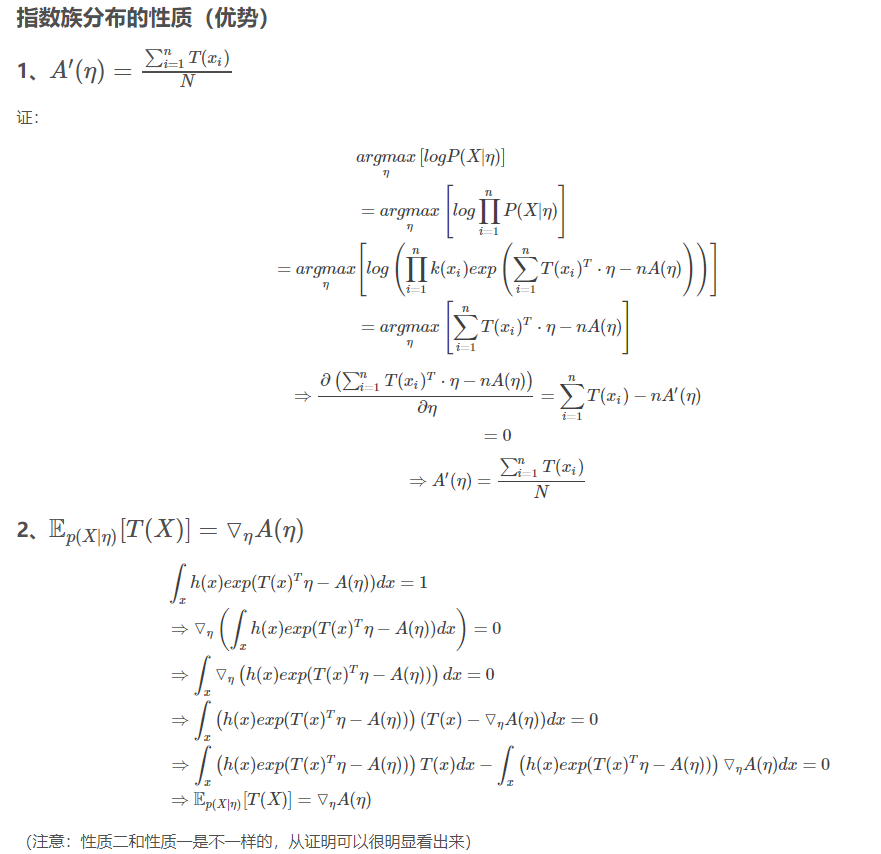 指数族分布的性质（优势）
1、$A'(\eta) = \frac{\sum_{i=1}^{n} T(x_i)}{N}$
证：
$\underset{\eta}{argmax}\,[logP(X|\eta)]$
$= \underset{\eta}{argmax}\left[log\prod_{i=1}^{n}P(X|\eta)\right]$
$= \underset{\eta}{argmax}\left[log\left(\prod_{i=1}^{n}k(x_i)exp\left(\sum_{i=1}^{n}T(x_i)^T\cdot\eta - nA(\eta)\right)\right)\right]$
$= \underset{\eta}{argmax}\left[\sum_{i=1}^{n}T(x_i)^T\cdot\eta - nA(\eta)\right]$
$\Rightarrow \frac{\partial\left(\sum_{i=1}^{n}T(x_i)^T\cdot\eta - nA(\eta)\right)}{\partial\eta} = \sum_{i=1}^{n}T(x_i) - nA'(\eta)$
$= 0$
$\Rightarrow A'(\eta) = \frac{\sum_{i=1}^{n}T(x_i)}{N}$
2、$\mathbb{E}_{p(X|\eta)}[T(X)] = \triangledown_\eta A(\eta)$
$\int_x h(x)exp(T(x)^T\eta - A(\eta))dx = 1$
$\Rightarrow \triangledown_\eta\left(\int_x h(x)exp(T(x)^T\eta - A(\eta))dx\right) = 0$
$\Rightarrow \int_x \triangledown_\eta\left(h(x)exp(T(x)^T\eta - A(\eta))\right)dx = 0$
$\Rightarrow \int_x \left(h(x)exp(T(x)^T\eta - A(\eta))\right)(T(x) - \triangledown_\eta A(\eta))dx = 0$
$\Rightarrow \int_x \left(h(x)exp(T(x)^T\eta - A(\eta))\right)T(x)dx - \int_x \left(h(x)exp(T(x)^T\eta - A(\eta))\right)\triangledown_\eta A(\eta)dx = 0$
$\Rightarrow \mathbb{E}_{p(X|\eta)}[T(X)] = \triangledown_\eta A(\eta)$
（注意：性质二和性质一是不一样的，从证明可以很明显看出来）